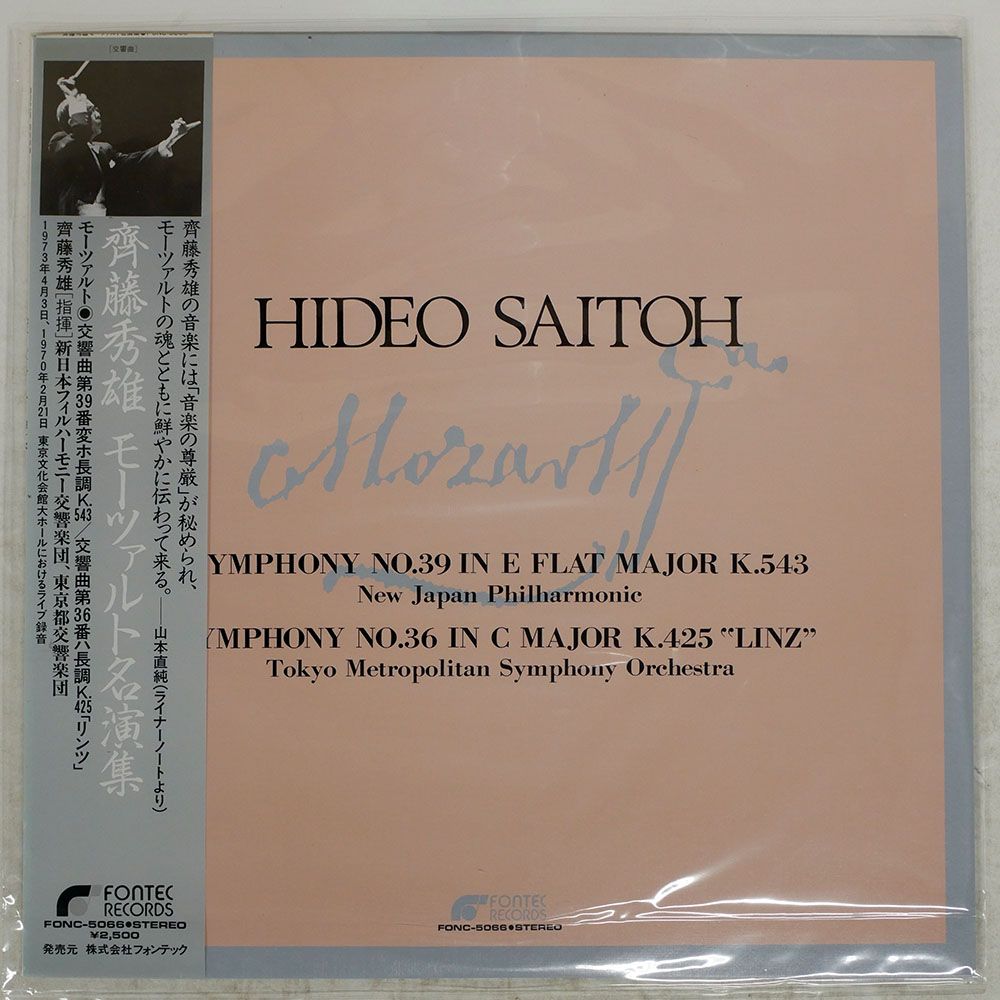 [交響曲]
齊藤秀雄の音楽には「音楽の尊厳」が秘められ、
モーツァルトの魂とともに鮮やかに伝わって来る。——山本直純(ライナーノートより)
齊藤秀雄 モーツァルト名演集
モーツァルト●交響曲第39番変ホ長調K.543/交響曲第36番ハ長調K.425「リンツ」
齊藤秀雄[指揮]新日本フィルハーモニー交響楽団、東京都交響楽団
1973年4月3日、1970年2月21日 東京文化会館大ホールにおけるライブ録音
FONTEC
RECORDS
FONC-5066●STEREO
¥2,500
発売元 株式会社フォンテック
HIDEO SAITOH
Mozart
YMPHONY NO.39 IN E FLAT MAJOR K.543
New Japan Philharmonic
YMPHONY NO.36 IN C MAJOR K.425 “LINZ”
Tokyo Metropolitan Symphony Orchestra
FONTEC
RECORDS
FONC-5066●STEREO